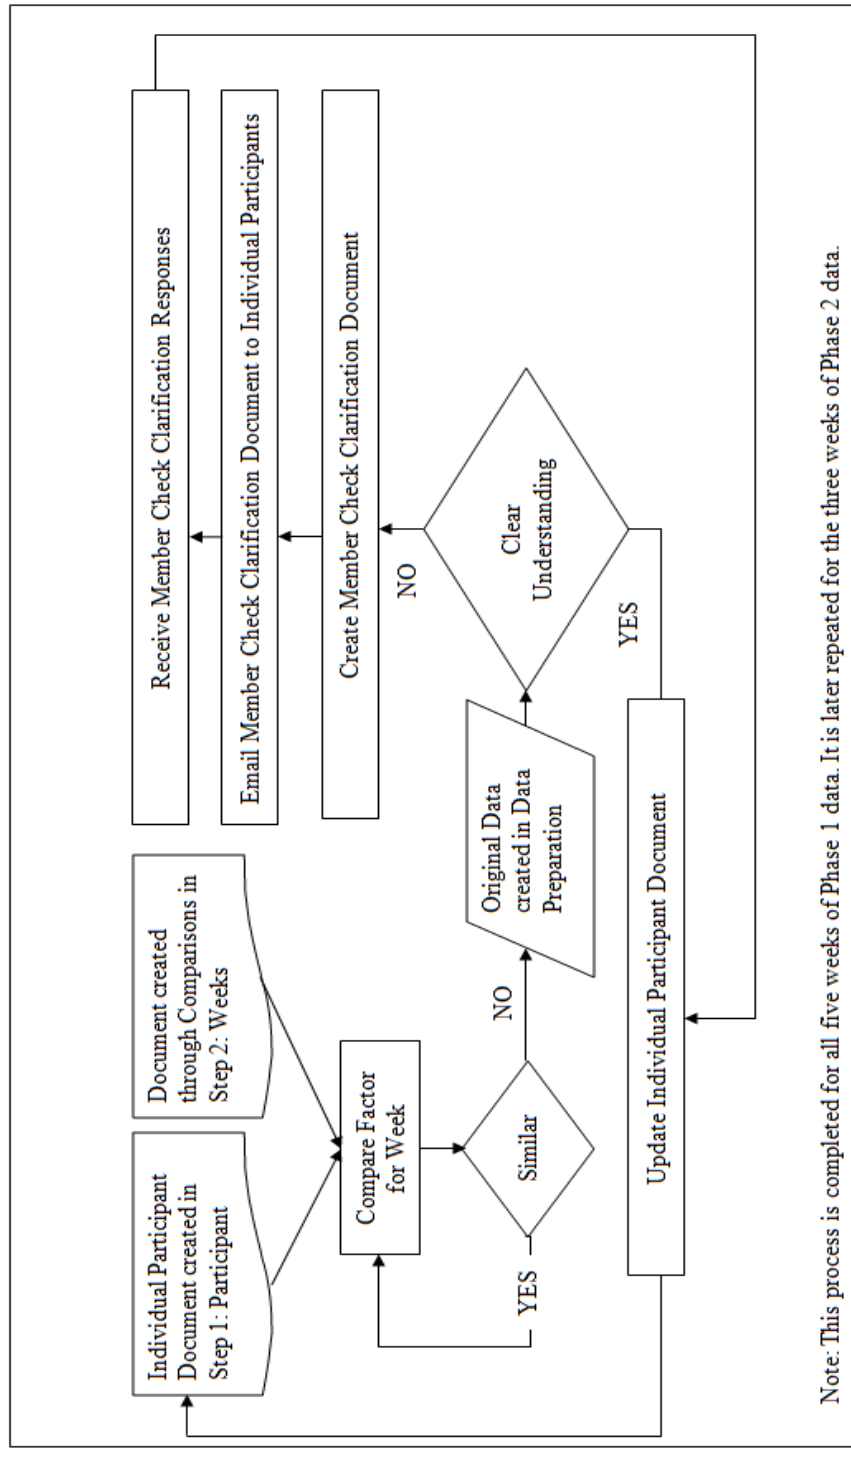 Individual Participant
Document created in
Step 1: Participant
Document created
through Comparisons in
Step 2: Weeks
Receive Member Check Clarification Responses
Email Member Check Clarification Document to Individual Participants
Compare Factor
for Week
Create Member Check Clarification Document
YES
Similar
NO
Original Data
created in Data
Preparation
NO
Clear
Understanding
YES
Update Individual Participant Document
Note: This process is completed for all five weeks of Phase 1 data. It is later repeated for the three weeks of Phase 2 data.